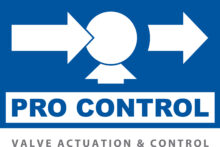 PRO CONTROL
VALVE ACTUATION & CONTROL